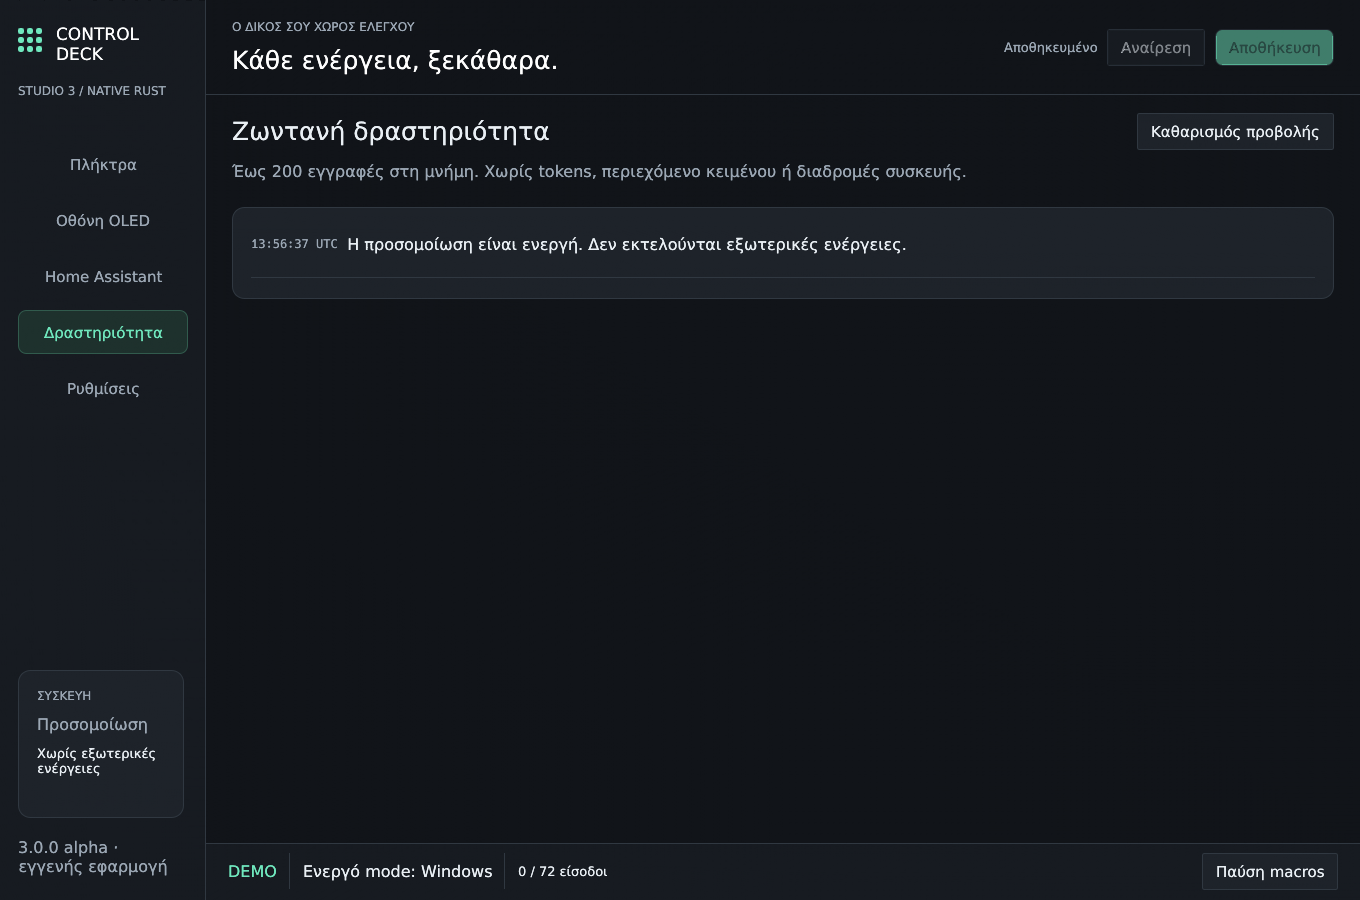 CONTROL
DECK
STUDIO 3 / NATIVE RUST
Πλήκτρα
Οθόνη OLED
Home Assistant
Δραστηριότητα
Ρυθμίσεις
ΣΥΣΚΕΥΗ
Προσομοίωση
Χωρίς εξωτερικές
ενέργειες
3.0.0 alpha ·
εγγενής εφαρμογή
Ο ΔΙΚΟΣ ΣΟΥ ΧΩΡΟΣ ΕΛΕΓΧΟΥ
Κάθε ενέργεια, ξεκάθαρα.
Αποθηκευμένο
Αναίρεση
Αποθήκευση
Ζωντανή δραστηριότητα
Καθαρισμός προβολής
Έως 200 εγγραφές στη μνήμη. Χωρίς tokens, περιεχόμενο κειμένου ή διαδρομές συσκευής.
13:56:37 UTC Η προσομοίωση είναι ενεργή. Δεν εκτελούνται εξωτερικές ενέργειες.
DEMO
Ενεργό mode: Windows
0 / 72 είσοδοι
Παύση macros